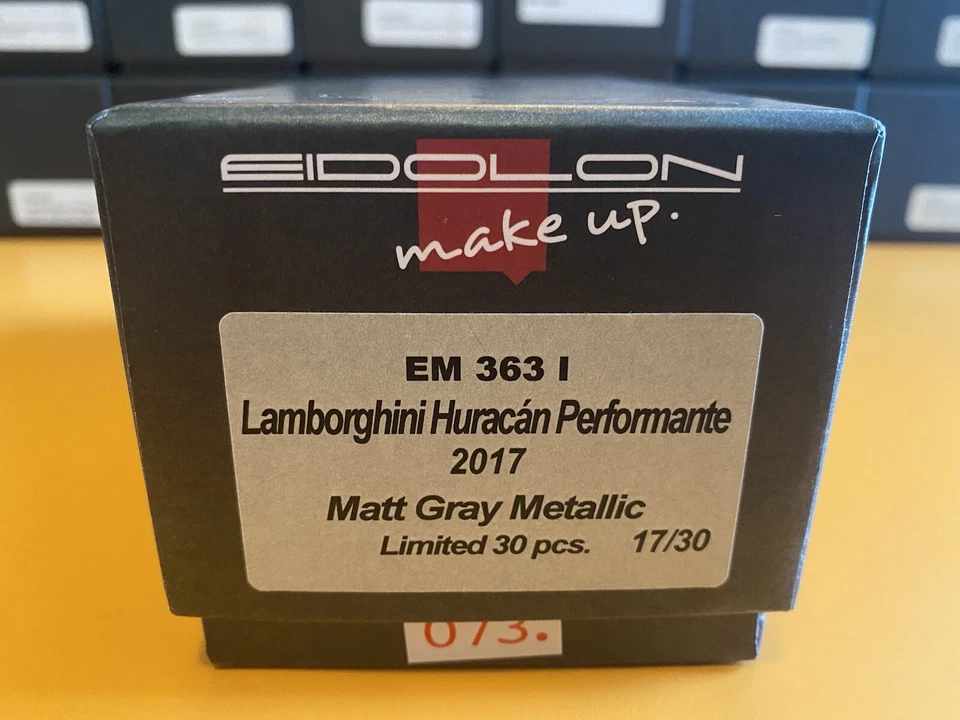 EIDOLON
make up.
EM 363 I
Lamborghini Huracán Performante
2017
Matt Gray Metallic
Limited 30 pcs. 17/30
073.